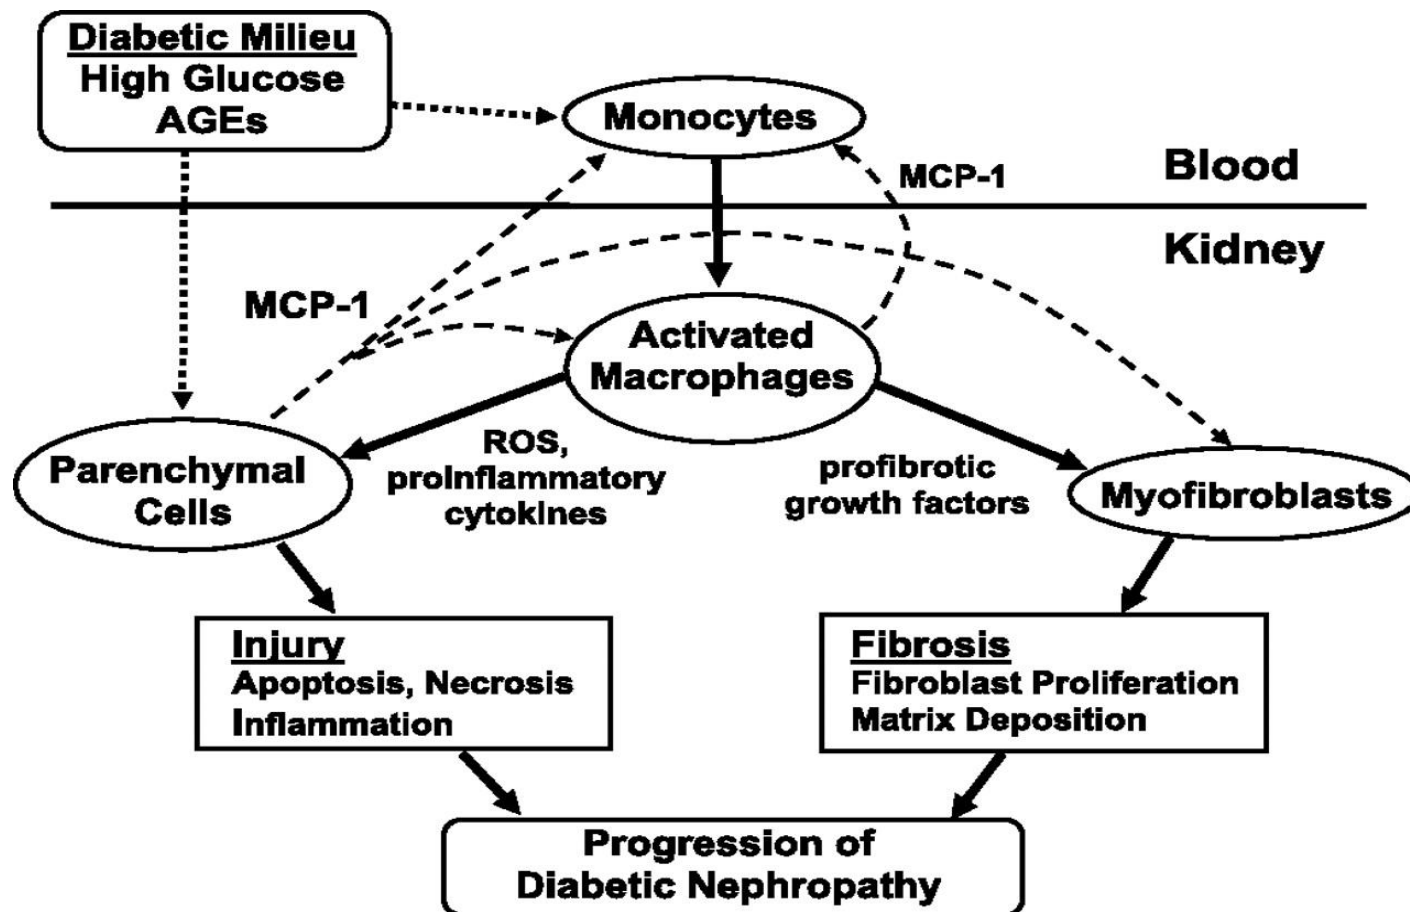 Diabetic Milieu
High Glucose
AGEs
Monocytes
MCP-1
Blood
Kidney
MCP-1
Activated
Macrophages
Parenchymal
Cells
ROS,
proinflammatory
cytokines
profibrotic
growth factors
Myofibroblasts
Injury
Apoptosis, Necrosis
Inflammation
Fibrosis
Fibroblast Proliferation
Matrix Deposition
Progression of
Diabetic Nephropathy